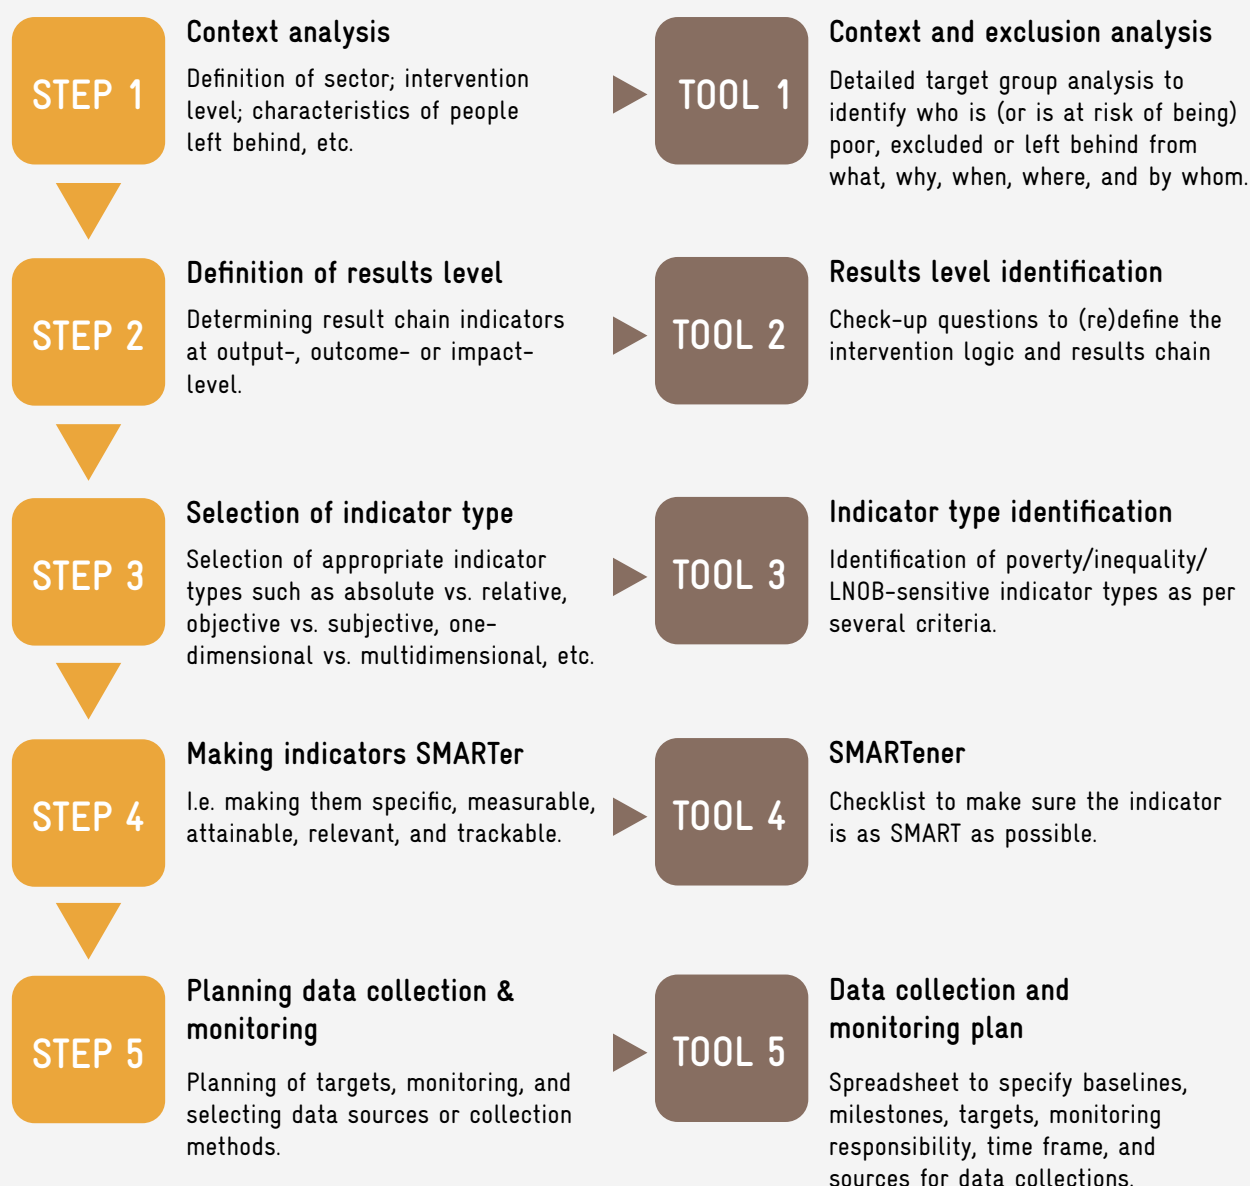 STEP 1
Context analysis
Definition of sector; intervention
level; characteristics of people
left behind, etc.
TOOL 1
Context and exclusion analysis
Detailed target group analysis to
identify who is (or is at risk of being)
poor, excluded or left behind from
what, why, when, where, and by whom.
STEP 2
Definition of results level
Determining result chain indicators
at output-, outcome- or impact-
level.
TOOL 2
Results level identification
Check-up questions to (re)define the
intervention logic and results chain
STEP 3
Selection of indicator type
Selection of appropriate indicator
types such as absolute vs. relative,
objective vs. subjective, one-
dimensional vs. multidimensional, etc.
TOOL 3
Indicator type identification
Identification of poverty/inequality/
LNOB-sensitive indicator types as per
several criteria.
STEP 4
Making indicators SMARTer
I.e. making them specific, measurable,
attainable, relevant, and trackable.
TOOL 4
SMARTener
Checklist to make sure the indicator
is as SMART as possible.
STEP 5
Planning data collection &
monitoring
Planning of targets, monitoring, and
selecting data sources or collection
methods.
TOOL 5
Data collection and
monitoring plan
Spreadsheet to specify baselines,
milestones, targets, monitoring
responsibility, time frame, and
sources for data collections.